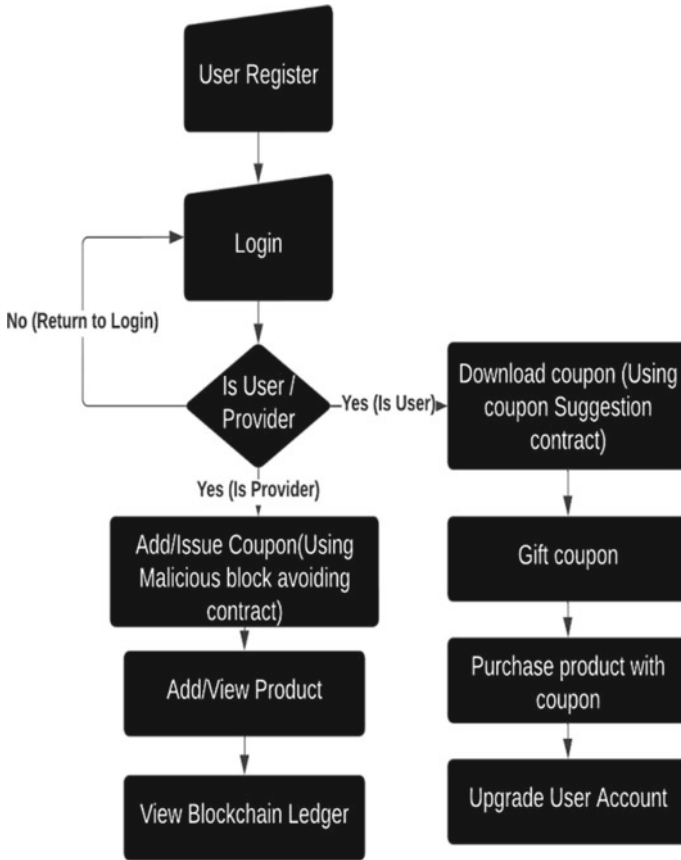 User Register
Login
No (Return to Login)
Is User /
Provider
Yes (Is User)
Download coupon (Using
coupon Suggestion
contract)
Yes (Is Provider)
Add/Issue Coupon(Using
Malicious block avoiding
contract)
Gift coupon
Add/View Product
Purchase product with
coupon
View Blockchain Ledger
Upgrade User Account